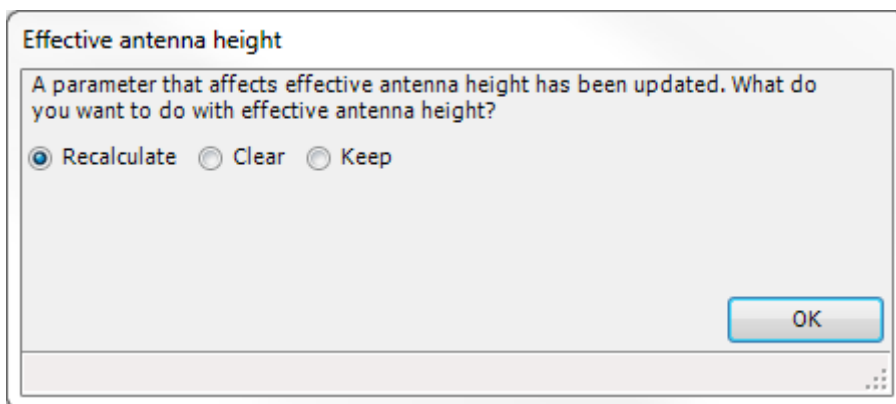 Effective antenna height
A parameter that affects effective antenna height has been updated. What do
you want to do with effective antenna height?
Recalculate Clear Keep
OK